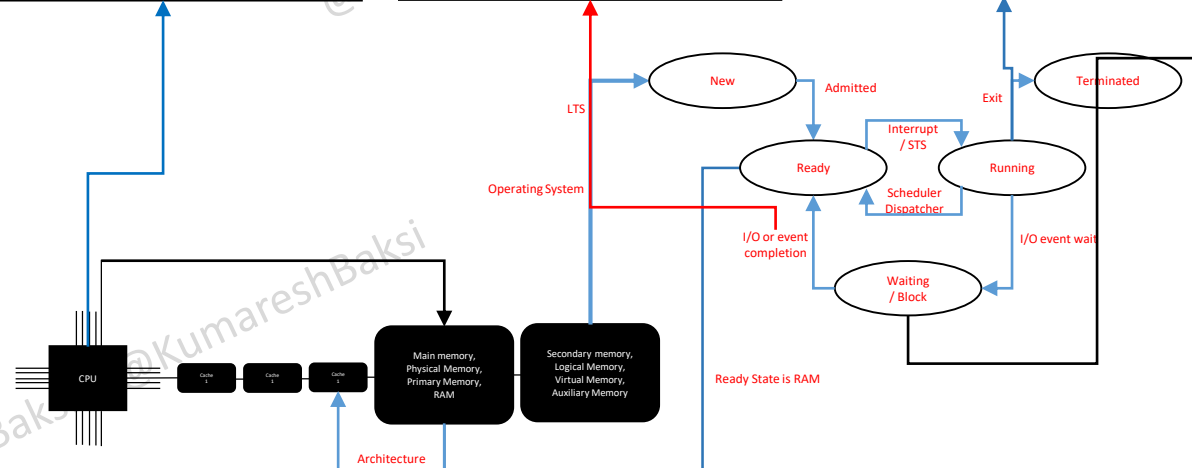 @
New
Admitted
LTS
Exit
Terminated
Interrupt
/ STS
Ready
Running
Operating System
Scheduler
Dispatcher
I/O or event
completion
I/O event wait
Waiting
/ Block
@KumareshBaksi
Baksi
CPU
Cache
1
Cache
1
Cache
1
Main memory,
Physical Memory,
Primary Memory,
RAM
Secondary memory,
Logical Memory,
Virtual Memory,
Auxiliary Memory
Ready State is RAM
Architecture